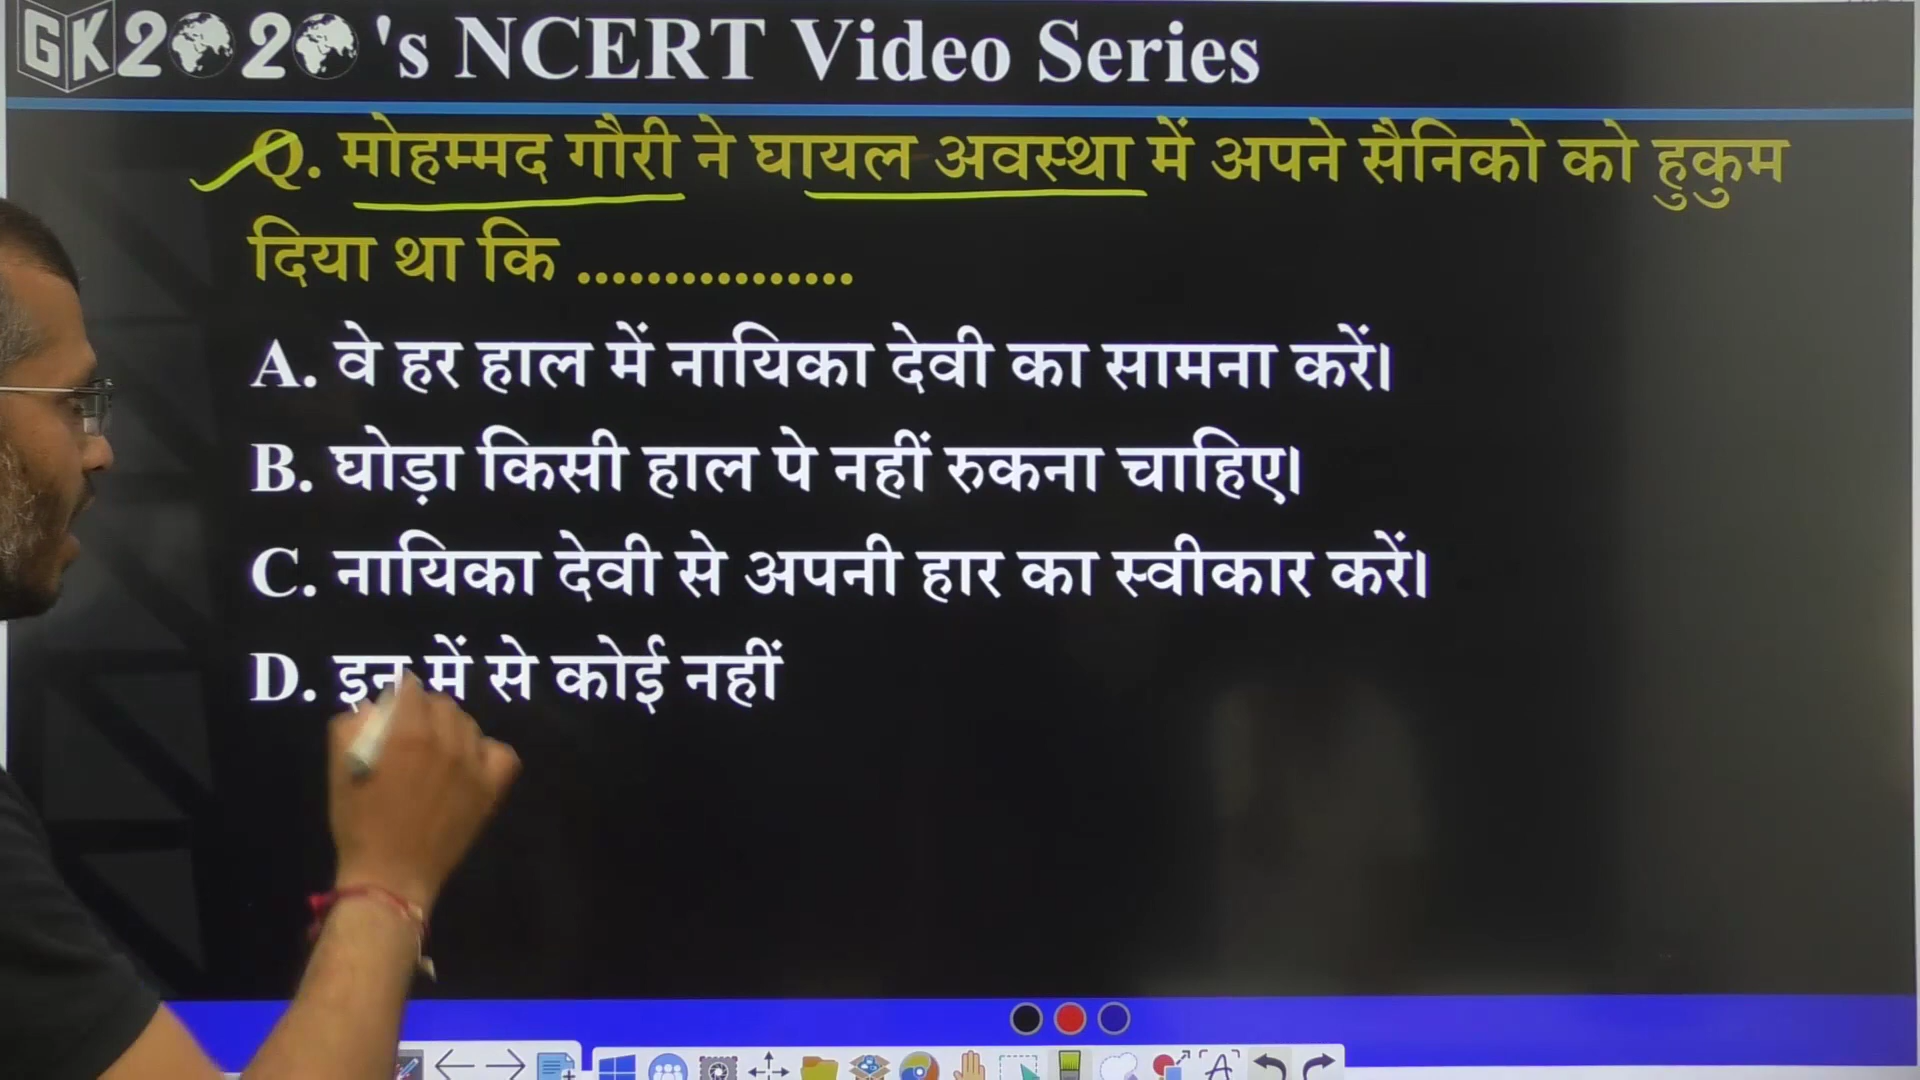 GK2020's NCERT Video Series
Q. मोहम्मद गौरी ने घायल अवस्था में अपने सैनिको को हुकुम
दिया था कि ................
A. वे हर हाल में नायिका देवी का सामना करें।
B. घोड़ा किसी हाल पे नहीं रुकना चाहिए।
C. नायिका देवी से अपनी हार का स्वीकार करें।
D. इन में से कोई नहीं